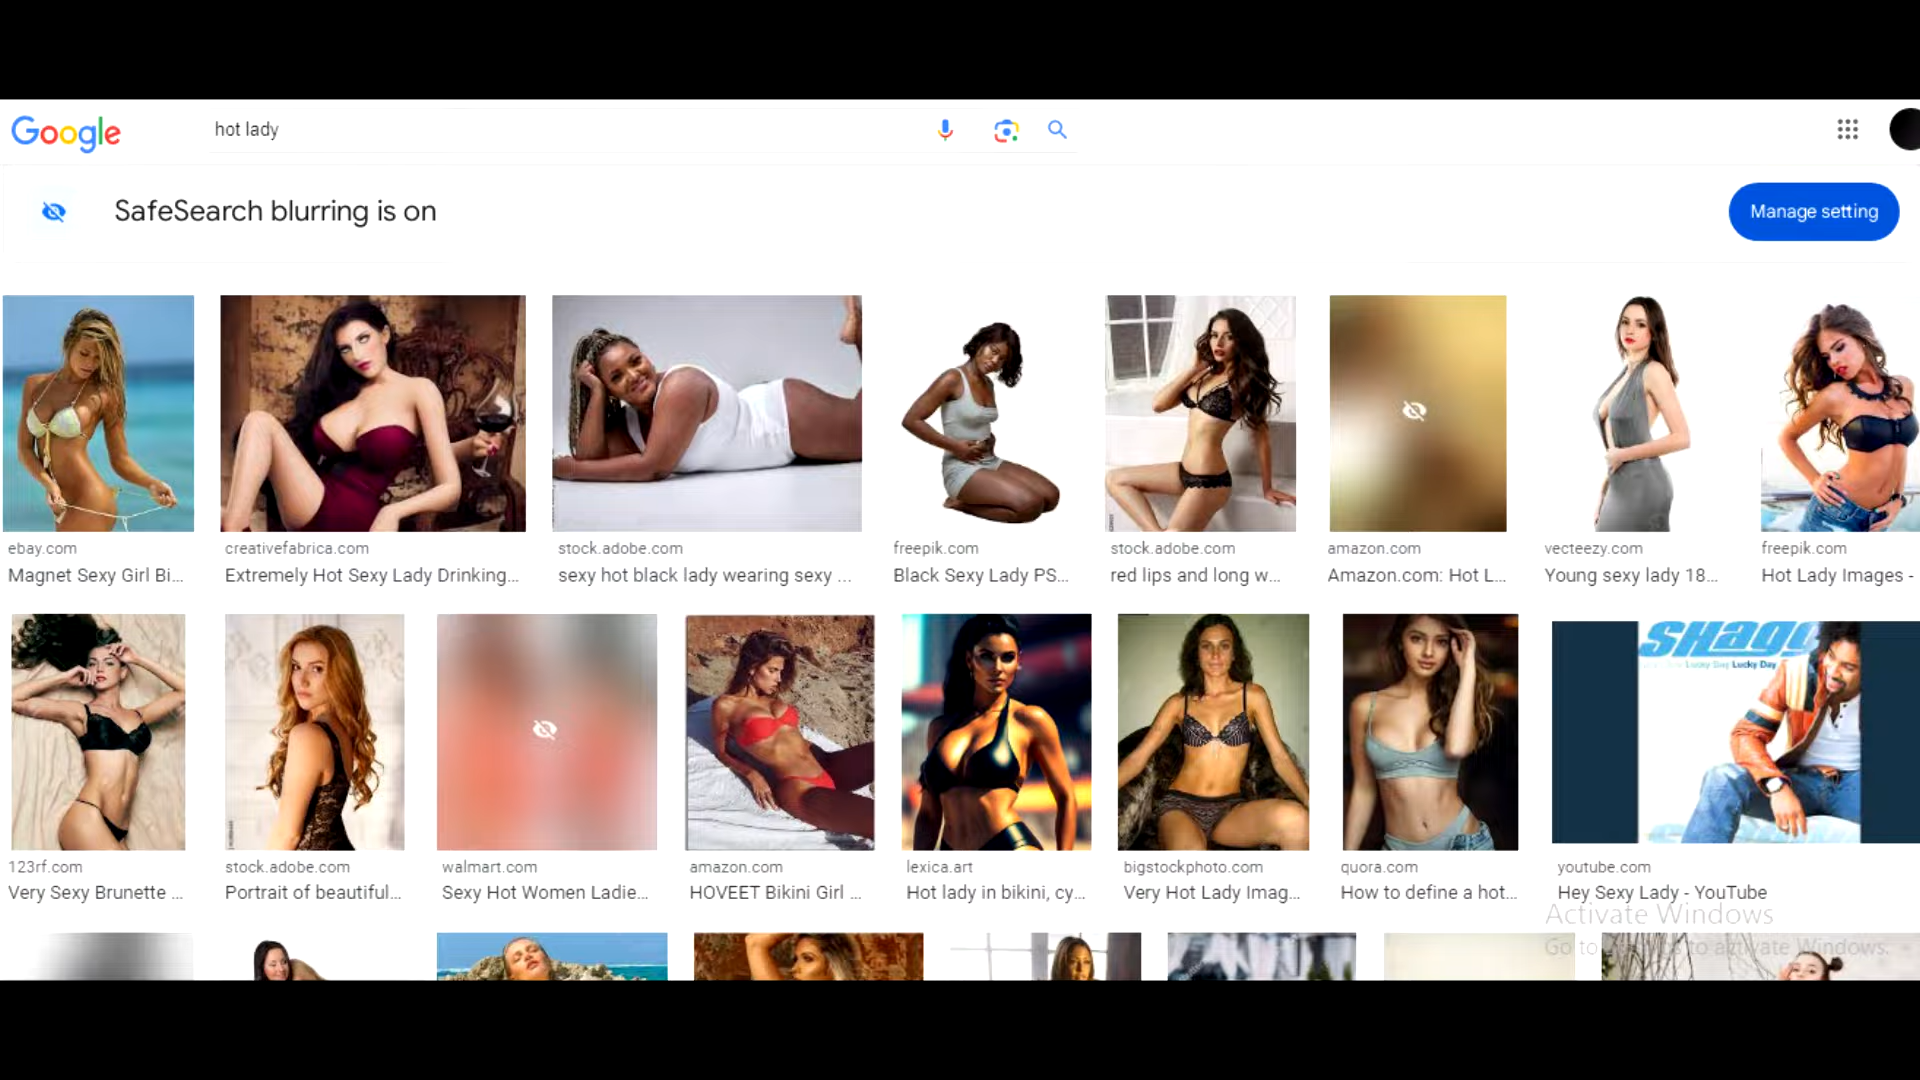 Google
hot lady
SafeSearch blurring is on
Manage setting
ebay.com
Magnet Sexy Girl Bi...
creativefabrica.com
Extremely Hot Sexy Lady Drinking...
stock.adobe.com
sexy hot black lady wearing sexy ...
freepik.com
Black Sexy Lady PS...
stock.adobe.com
red lips and long w...
amazon.com
Amazon.com: Hot L...
vecteezy.com
Young sexy lady 18...
freepik.com
Hot Lady Images -
Lucky Day
123rf.com
Very Sexy Brunette ...
stock.adobe.com
Portrait of beautiful...
walmart.com
Sexy Hot Women Ladie...
amazon.com
HOVEET Bikini Girl ...
lexica.art
Hot lady in bikini, cy...
bigstockphoto.com
Very Hot Lady Imag...
quora.com
How to define a hot...
youtube.com
Hey Sexy Lady - YouTube
Activate Windows
Go to to activate Windows.